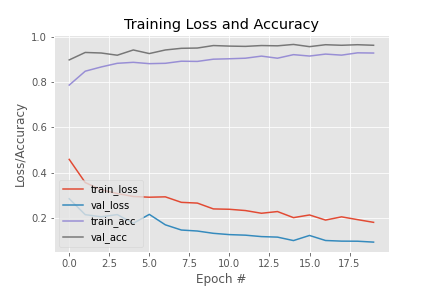 Training Loss and Accuracy
1.0
0.8
0.6
0.4
0.2
Loss/Accuracy
train_loss
val_loss
train_acc
val_acc
0.0 2.5 5.0 7.5 10.0 12.5 15.0 17.5
Epoch #